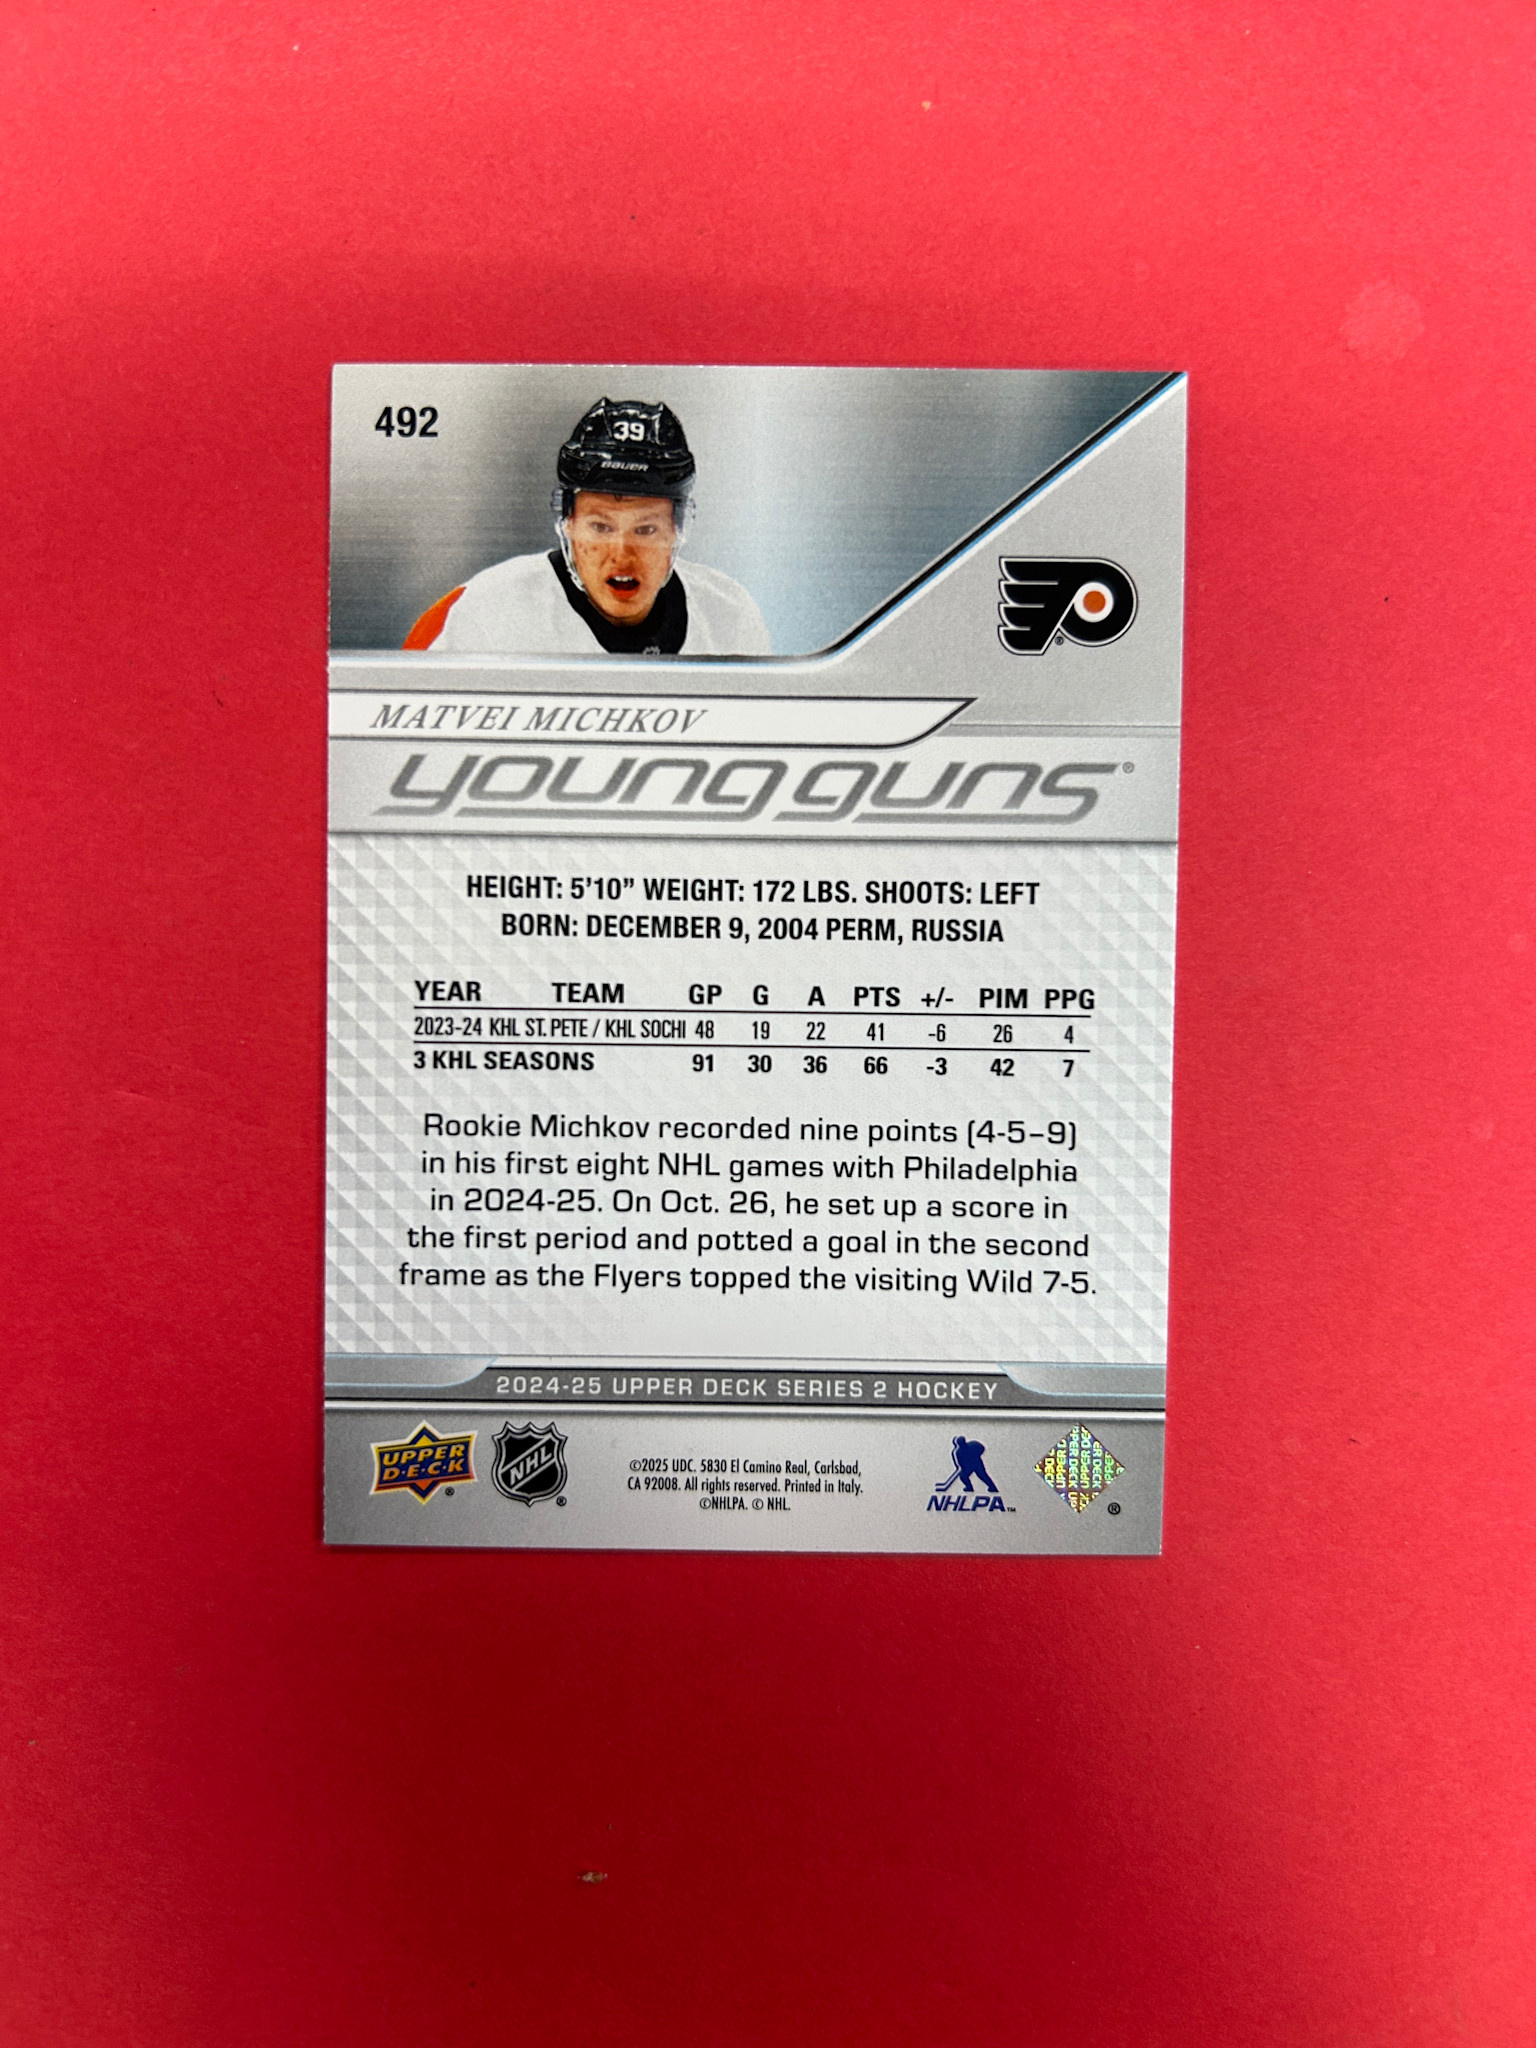 492
39
BAUER
MATVEI MICHKOV
young guns®
HEIGHT: 5'10” WEIGHT: 172 LBS. SHOOTS: LEFT
BORN: DECEMBER 9, 2004 PERM, RUSSIA
YEAR TEAM GP G A PTS +/- PIM PPG
2023-24 KHL ST. PETE / KHL SOCHI 48 19 22 41 -6 26 4
3 KHL SEASONS 91 30 36 66 -3 42 7
Rookie Michkov recorded nine points (4-5–9)
in his first eight NHL games with Philadelphia
in 2024-25. On Oct. 26, he set up a score in
the first period and potted a goal in the second
frame as the Flyers topped the visiting Wild 7-5.
2024-25 UPPER DECK SERIES 2 HOCKEY
UPPER
D·E·C·K®
NHL®
©2025 UDC. 5830 El Camino Real, Carlsbad,
CA 92008. All rights reserved. Printed in Italy.
©NHLPA. © NHL.
NHLPA™
UPPER DECK
®